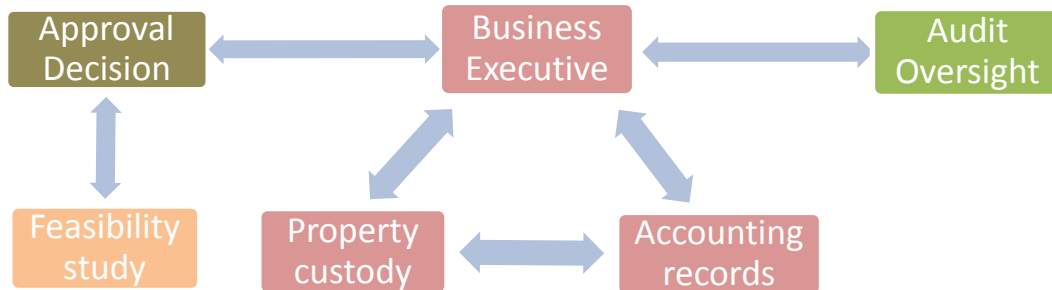 Approval
Decision
Business
Executive
Audit
Oversight
Feasibility
study
Property
custody
Accounting
records